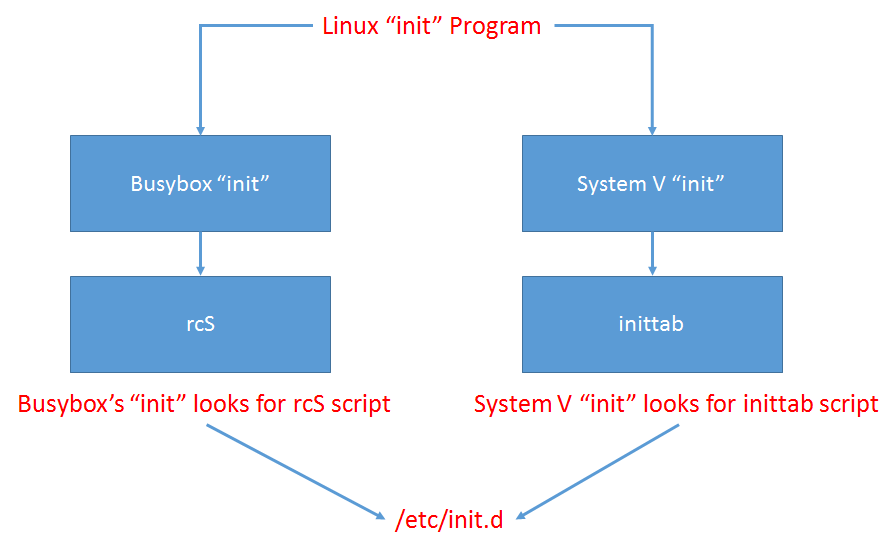 Linux “init” Program
Busybox “init”
System V “init”
rcS
inittab
Busybox’s “init” looks for rcS script
System V “init” looks for inittab script
/etc/init.d